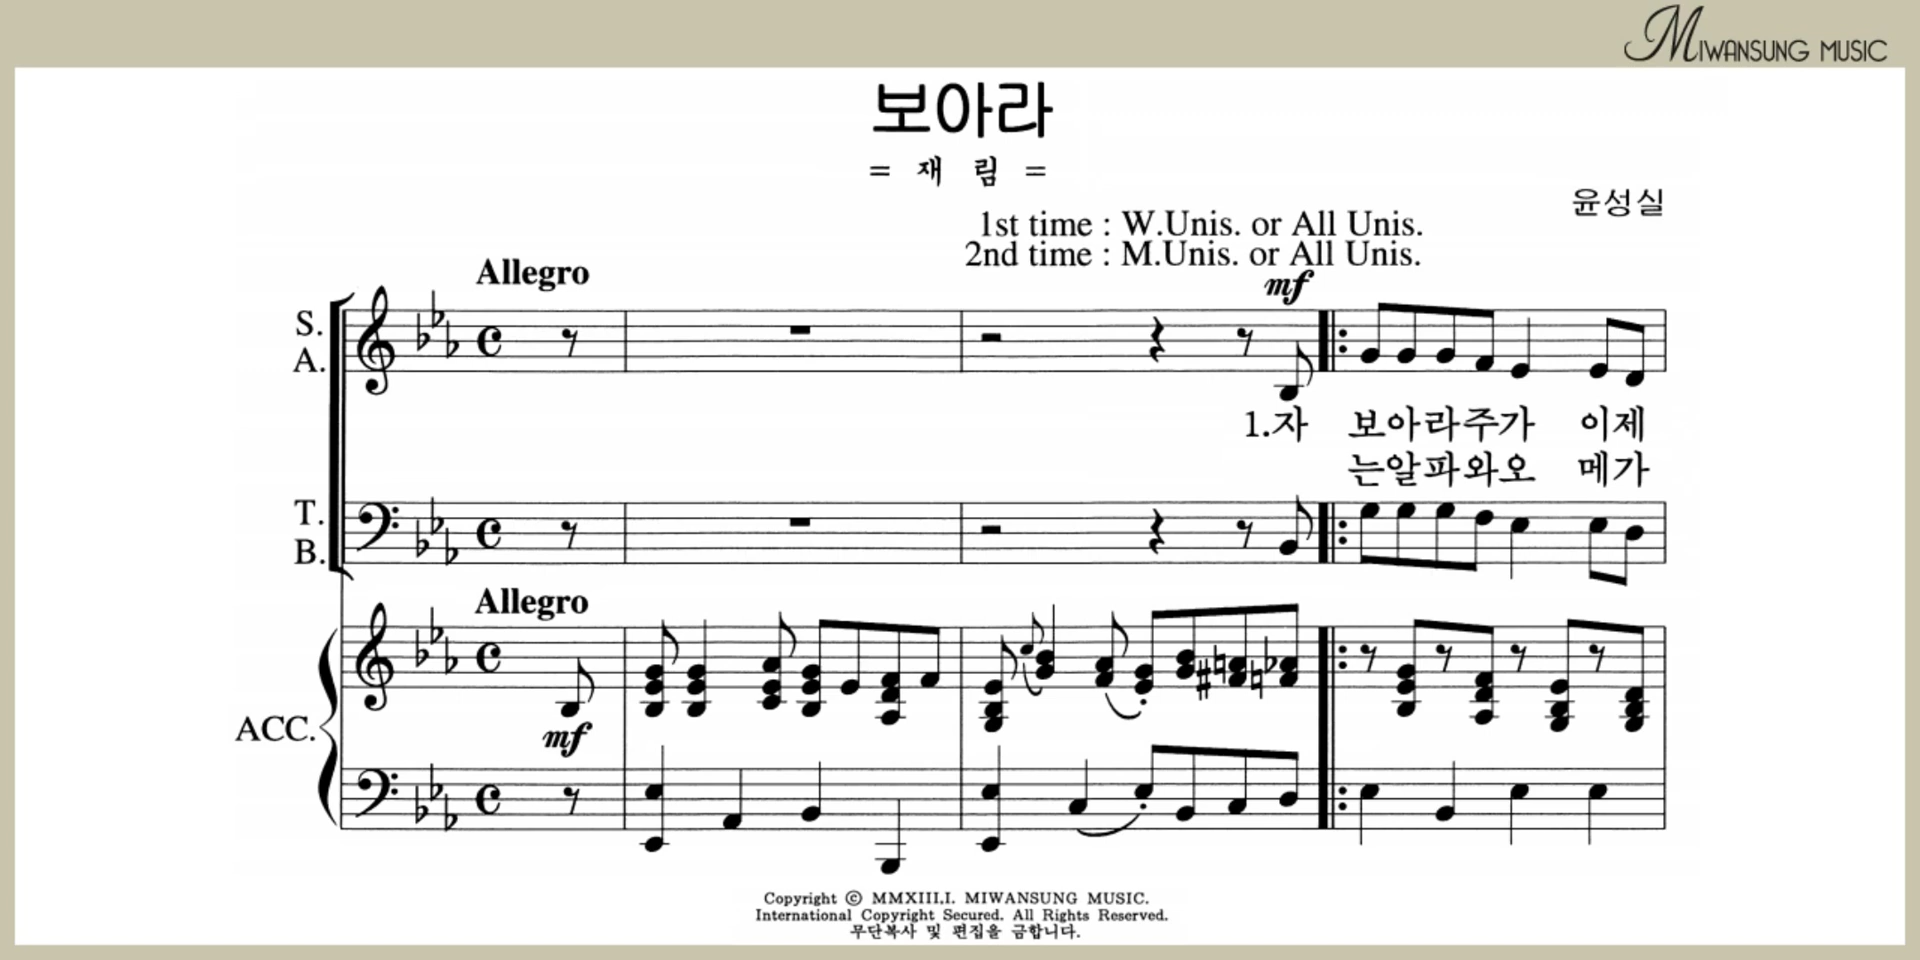 MIWANSUNG MUSIC
보아라
= 재 림 =
윤성실
1st time : W.Unis. or All Unis.
2nd time : M.Unis. or All Unis.
Allegro
mf
S.
A.
1.자 보아라주가 이제
는알파와오 메가
T.
B.
Allegro
ACC.
mf
Copyright ⓒ MMXIII.I. MIWANSUNG MUSIC.
International Copyright Secured. All Rights Reserved.
무단복사 및 편집을 금합니다.